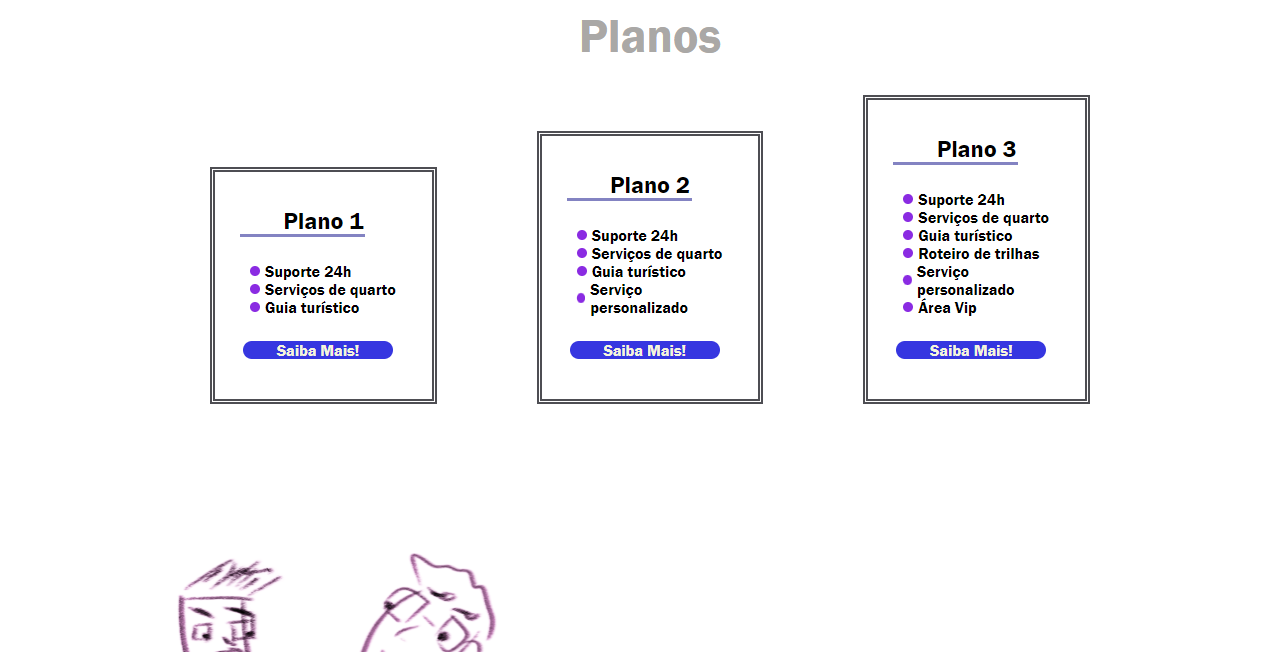 Planos
Plano 1
Suporte 24h
Serviços de quarto
Guia turístico
Saiba Mais!
Plano 2
Suporte 24h
Serviços de quarto
Guia turístico
Serviço
personalizado
Saiba Mais!
Plano 3
Suporte 24h
Serviços de quarto
Guia turístico
Roteiro de trilhas
Serviço
personalizado
Área Vip
Saiba Mais!